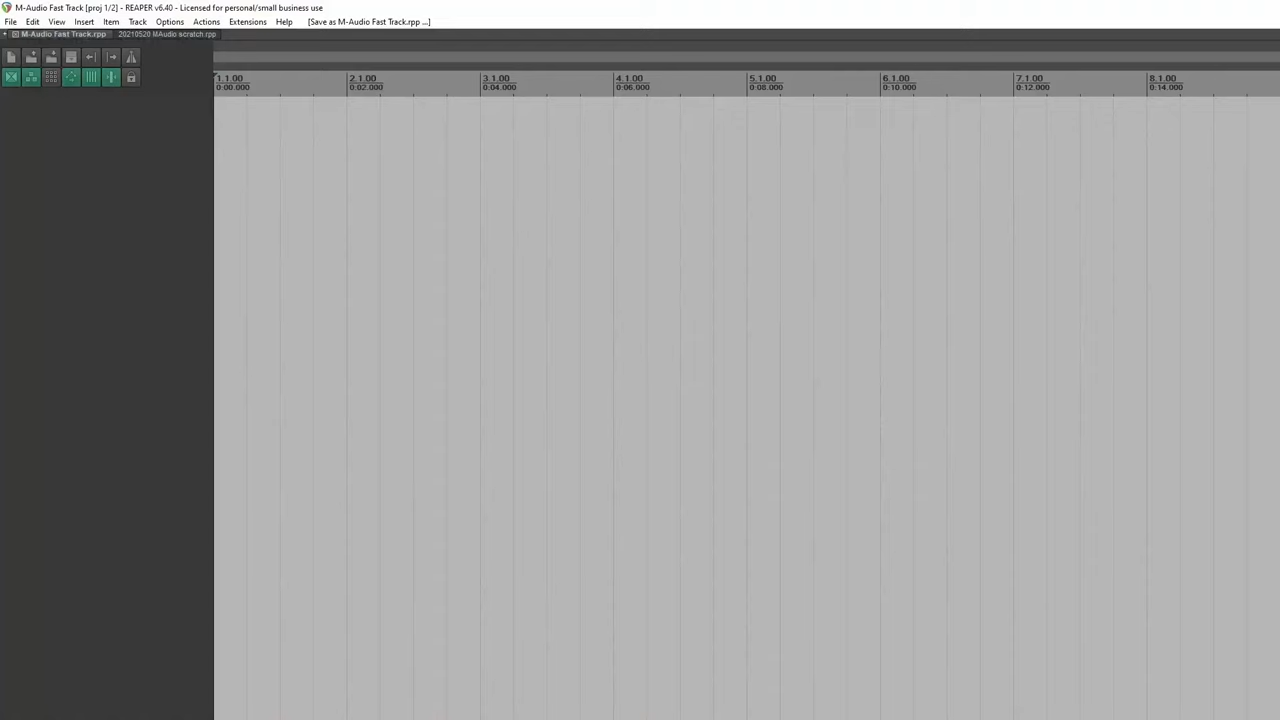 M-Audio Fast Track [proj 1/2] - REAPER v6.40 - Licensed for personal/small business use
File Edit View Insert Item Track Options Actions Extensions Help [Save as M-Audio Fast Track.rpp ...]
M-Audio Fast Track.rpp 20210520 MAudio scratch.rpp
1.1.00 2.1.00 3.1.00 4.1.00 5.1.00 6.1.00 7.1.00 8.1.00
0:00.000 0:02.000 0:04.000 0:06.000 0:08.000 0:10.000 0:12.000 0:14.000